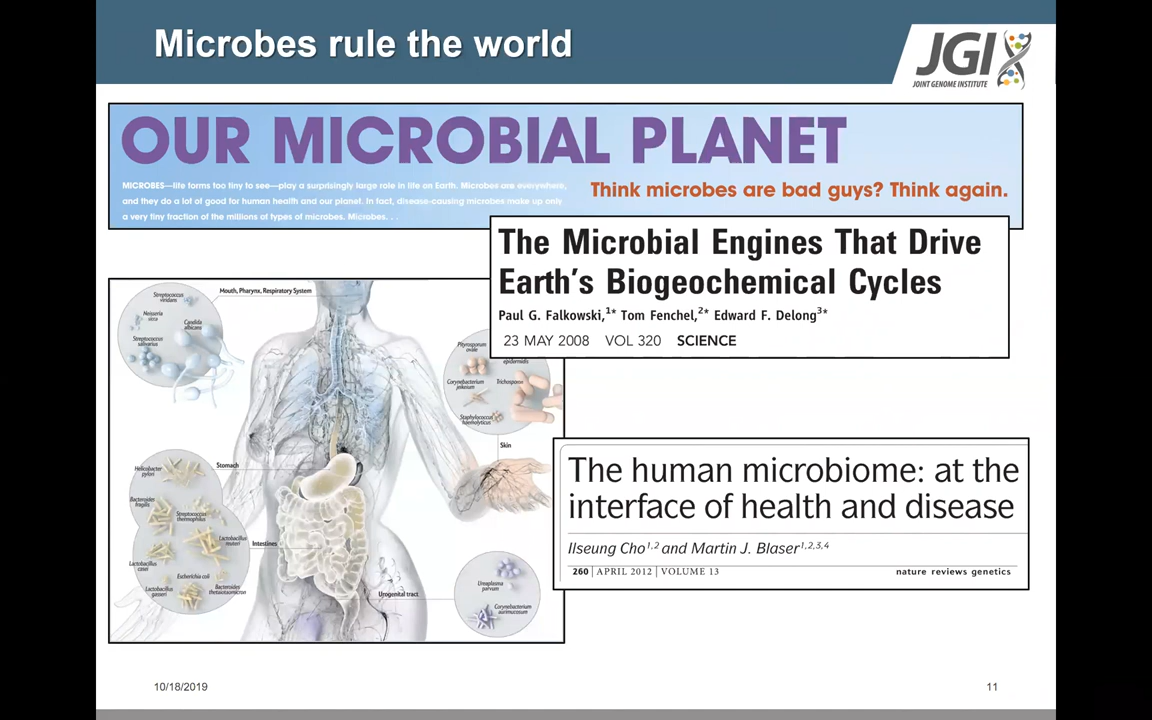 Microbes rule the world
JGI
JOINT GENOME INSTITUTE
OUR MICROBIAL PLANET
MICROBES—life forms too tiny to see—play a surprisingly large role in life on Earth. Microbes are everywhere,
and they do a lot of good for human health and our planet. In fact, disease-causing microbes make up only
a very tiny fraction of the millions of types of microbes. Microbes. . .
Think microbes are bad guys? Think again.
The Microbial Engines That Drive
Earth's Biogeochemical Cycles
Paul G. Falkowski,1* Tom Fenchel,2* Edward F. Delong3*
23 MAY 2008 VOL 320 SCIENCE
Mouth, Pharynx, Respiratory System
Streptococcus
viridans
Neisseria
sicca
Candida
albicans
Streptococcus
salivarius
Pityrosporum
ovale
epidermidis
Corynebacterium
jeikeium
Trichosporon
Staphylococcus
haemolyticus
Skin
Stomach
Helicobacter
pylori
Bacteroides
fragilis
Streptococcus
thermophilus
Lactobacillus
reuteri
Intestines
Lactobacillus
casei
Escherichia coli
Lactobacillus
gasseri
Bacteroides
thetaiotaomicron
Urogenital tract
Ureaplasma
parvum
Corynebacterium
aurimucosum
The human microbiome: at the
interface of health and disease
Ilseung Cho1,2 and Martin J. Blaser1,2,3,4
260 | APRIL 2012 | VOLUME 13
nature reviews genetics
10/18/2019
11